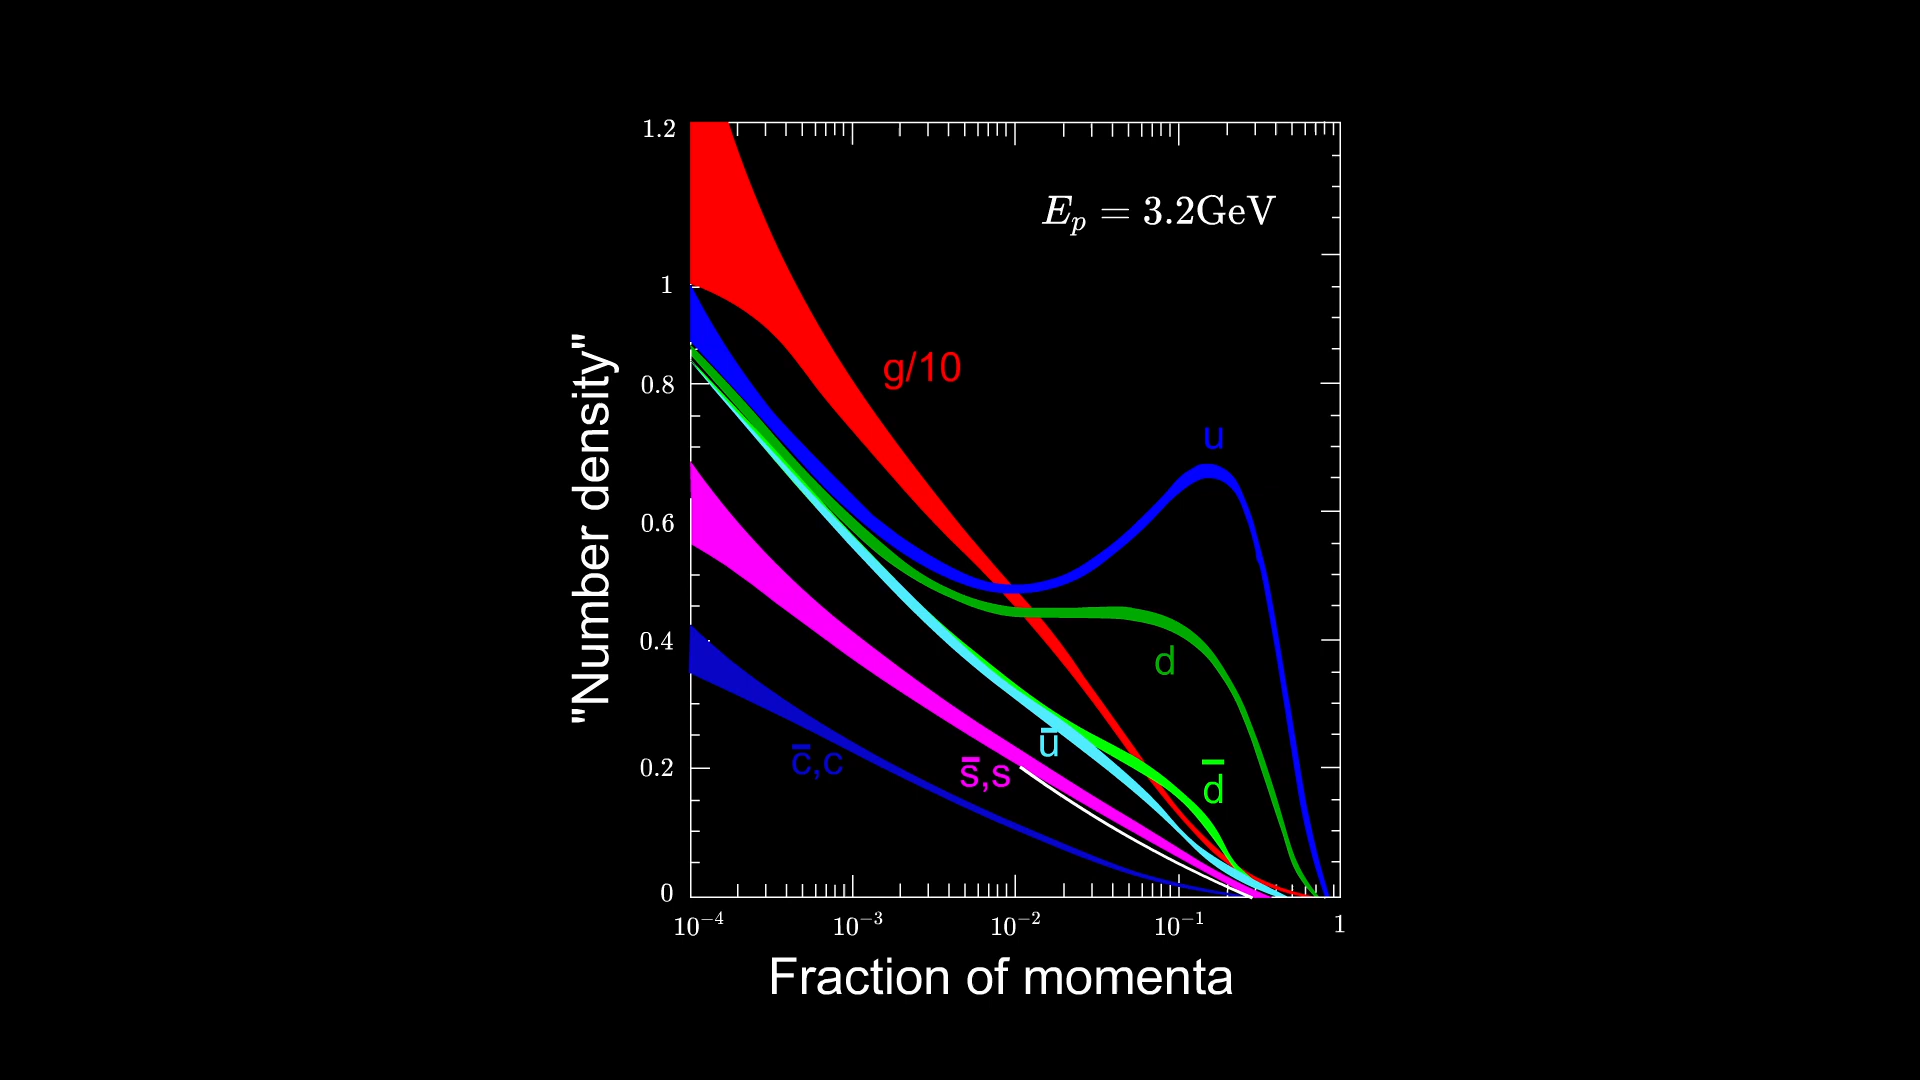 1.2
E_p = 3.2GeV
1
g/10
0.8
u
0.6
"Number density"
0.4
d
0.2
ū
c̄,c
s̄,s
d̄
0
10⁻⁴ 10⁻³ 10⁻² 10⁻¹ 1
Fraction of momenta